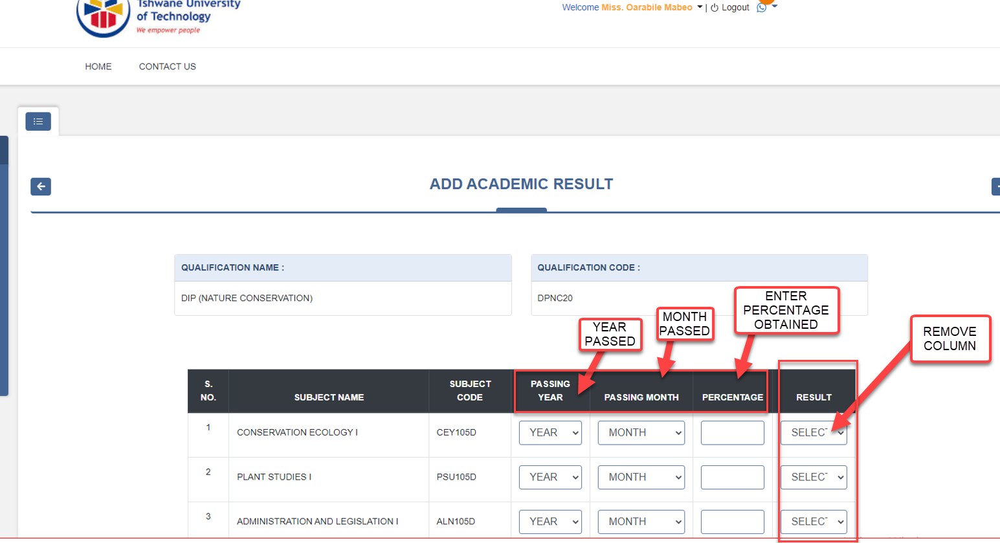 Tshwane University
of Technology
We empower people
Welcome Miss. Oarabile Mabeo | Logout
HOME CONTACT US
ADD ACADEMIC RESULT
QUALIFICATION NAME :
DIP (NATURE CONSERVATION)
QUALIFICATION CODE :
DPNC20
YEAR
PASSED
MONTH
PASSED
ENTER
PERCENTAGE
OBTAINED
REMOVE
COLUMN
S.
NO.
SUBJECT NAME
SUBJECT
CODE
PASSING
YEAR
PASSING MONTH
PERCENTAGE
RESULT
1 CONSERVATION ECOLOGY I CEY105D YEAR MONTH SELECT
2 PLANT STUDIES I PSU105D YEAR MONTH SELECT
3 ADMINISTRATION AND LEGISLATION I ALN105D YEAR MONTH SELECT